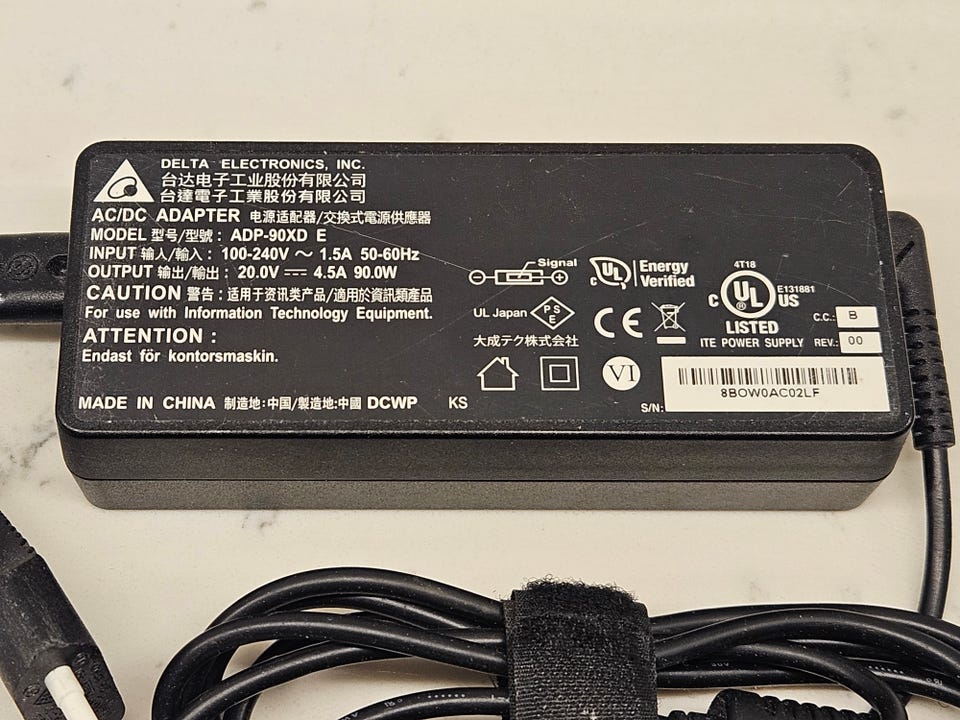 DELTA ELECTRONICS, INC.
台达电子工业股份有限公司
台達電子工業股份有限公司
AC/DC ADAPTER 电源适配器/交換式電源供應器
MODEL 型号/型號: ADP-90XD E
INPUT 输入/輸入: 100-240V ~ 1.5A 50-60Hz
OUTPUT 输出/輸出: 20.0V ⎓ 4.5A 90.0W
CAUTION 警告:适用于资讯类产品/適用於資訊類產品
For use with Information Technology Equipment.
ATTENTION :
Endast för kontorsmaskin.
MADE IN CHINA 制造地:中国/製造地:中國 DCWP KS
Signal
UL Japan PSE
大成テク株式会社
c UL Energy Verified
CE
VI
4T18
c UL US E131881
LISTED
ITE POWER SUPPLY
C.C.: B
REV.: 00
S/N: 8BOW0AC02LF